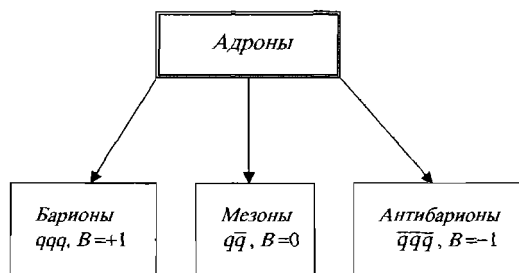 Адроны
Барионы
qqq, B=+1
Мезоны
qq̅, B=0
Антибарионы
q̅q̅q̅, B=−1